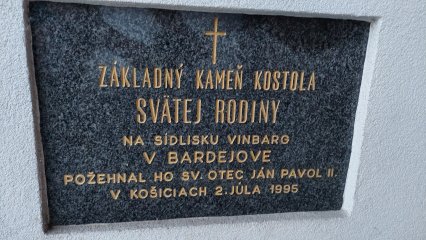 ZÁKLADNÝ KAMEŇ KOSTOLA
SVÄTEJ RODINY
NA SÍDLISKU VINBARG
V BARDEJOVE
POŽEHNAL HO SV. OTEC JÁN PAVOL II.
V KOŠICIACH 2. JÚLA 1995